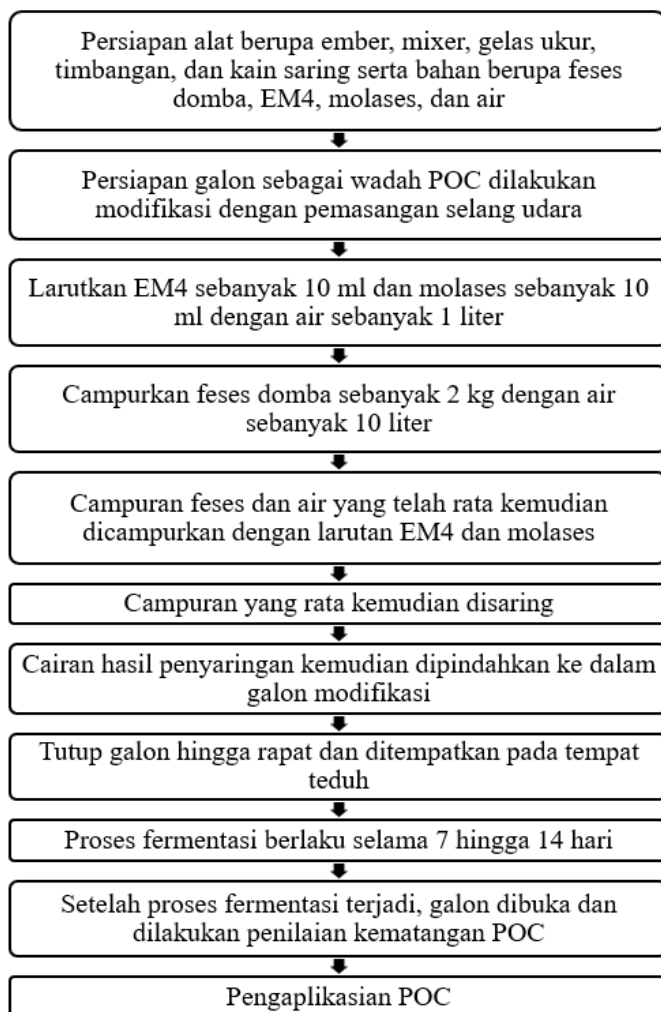 Persiapan alat berupa ember, mixer, gelas ukur,
timbangan, dan kain saring serta bahan berupa feses
domba, EM4, molases, dan air
Persiapan galon sebagai wadah POC dilakukan
modifikasi dengan pemasangan selang udara
Larutkan EM4 sebanyak 10 ml dan molases sebanyak 10
ml dengan air sebanyak 1 liter
Campurkan feses domba sebanyak 2 kg dengan air
sebanyak 10 liter
Campuran feses dan air yang telah rata kemudian
dicampurkan dengan larutan EM4 dan molases
Campuran yang rata kemudian disaring
Cairan hasil penyaringan kemudian dipindahkan ke dalam
galon modifikasi
Tutup galon hingga rapat dan ditempatkan pada tempat
teduh
Proses fermentasi berlaku selama 7 hingga 14 hari
Setelah proses fermentasi terjadi, galon dibuka dan
dilakukan penilaian kematangan POC
Pengaplikasian POC